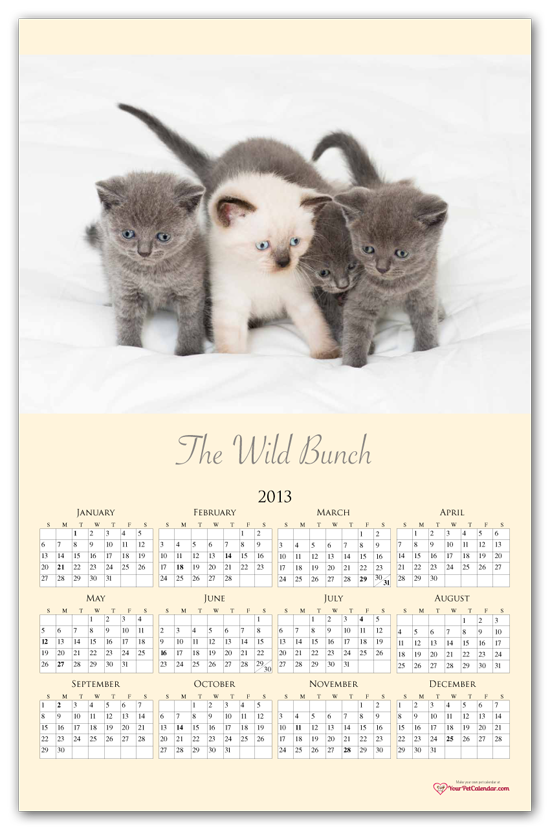 The Wild Bunch
2013
JANUARY
S M T W T F S
1 2 3 4 5
6 7 8 9 10 11 12
13 14 15 16 17 18 19
20 21 22 23 24 25 26
27 28 29 30 31
FEBRUARY
S M T W T F S
1 2
3 4 5 6 7 8 9
10 11 12 13 14 15 16
17 18 19 20 21 22 23
24 25 26 27 28
MARCH
S M T W T F S
1 2
3 4 5 6 7 8 9
10 11 12 13 14 15 16
17 18 19 20 21 22 23
24 25 26 27 28 29 30 31
APRIL
S M T W T F S
1 2 3 4 5 6
7 8 9 10 11 12 13
14 15 16 17 18 19 20
21 22 23 24 25 26 27
28 29 30
MAY
S M T W T F S
1 2 3 4
5 6 7 8 9 10 11
12 13 14 15 16 17 18
19 20 21 22 23 24 25
26 27 28 29 30 31
JUNE
S M T W T F S
1
2 3 4 5 6 7 8
9 10 11 12 13 14 15
16 17 18 19 20 21 22
23 24 25 26 27 28 29 30
JULY
S M T W T F S
1 2 3 4 5 6
7 8 9 10 11 12 13
14 15 16 17 18 19 20
21 22 23 24 25 26 27
28 29 30 31
AUGUST
S M T W T F S
1 2 3
4 5 6 7 8 9 10
11 12 13 14 15 16 17
18 19 20 21 22 23 24
25 26 27 28 29 30 31
SEPTEMBER
S M T W T F S
1 2 3 4 5 6 7
8 9 10 11 12 13 14
15 16 17 18 19 20 21
22 23 24 25 26 27 28
29 30
OCTOBER
S M T W T F S
1 2 3 4 5
6 7 8 9 10 11 12
13 14 15 16 17 18 19
20 21 22 23 24 25 26
27 28 29 30 31
NOVEMBER
S M T W T F S
1 2
3 4 5 6 7 8 9
10 11 12 13 14 15 16
17 18 19 20 21 22 23
24 25 26 27 28 29 30
DECEMBER
S M T W T F S
1 2 3 4 5 6 7
8 9 10 11 12 13 14
15 16 17 18 19 20 21
22 23 24 25 26 27 28
29 30 31
Make your own pet calendar at
YourPetCalendar.com